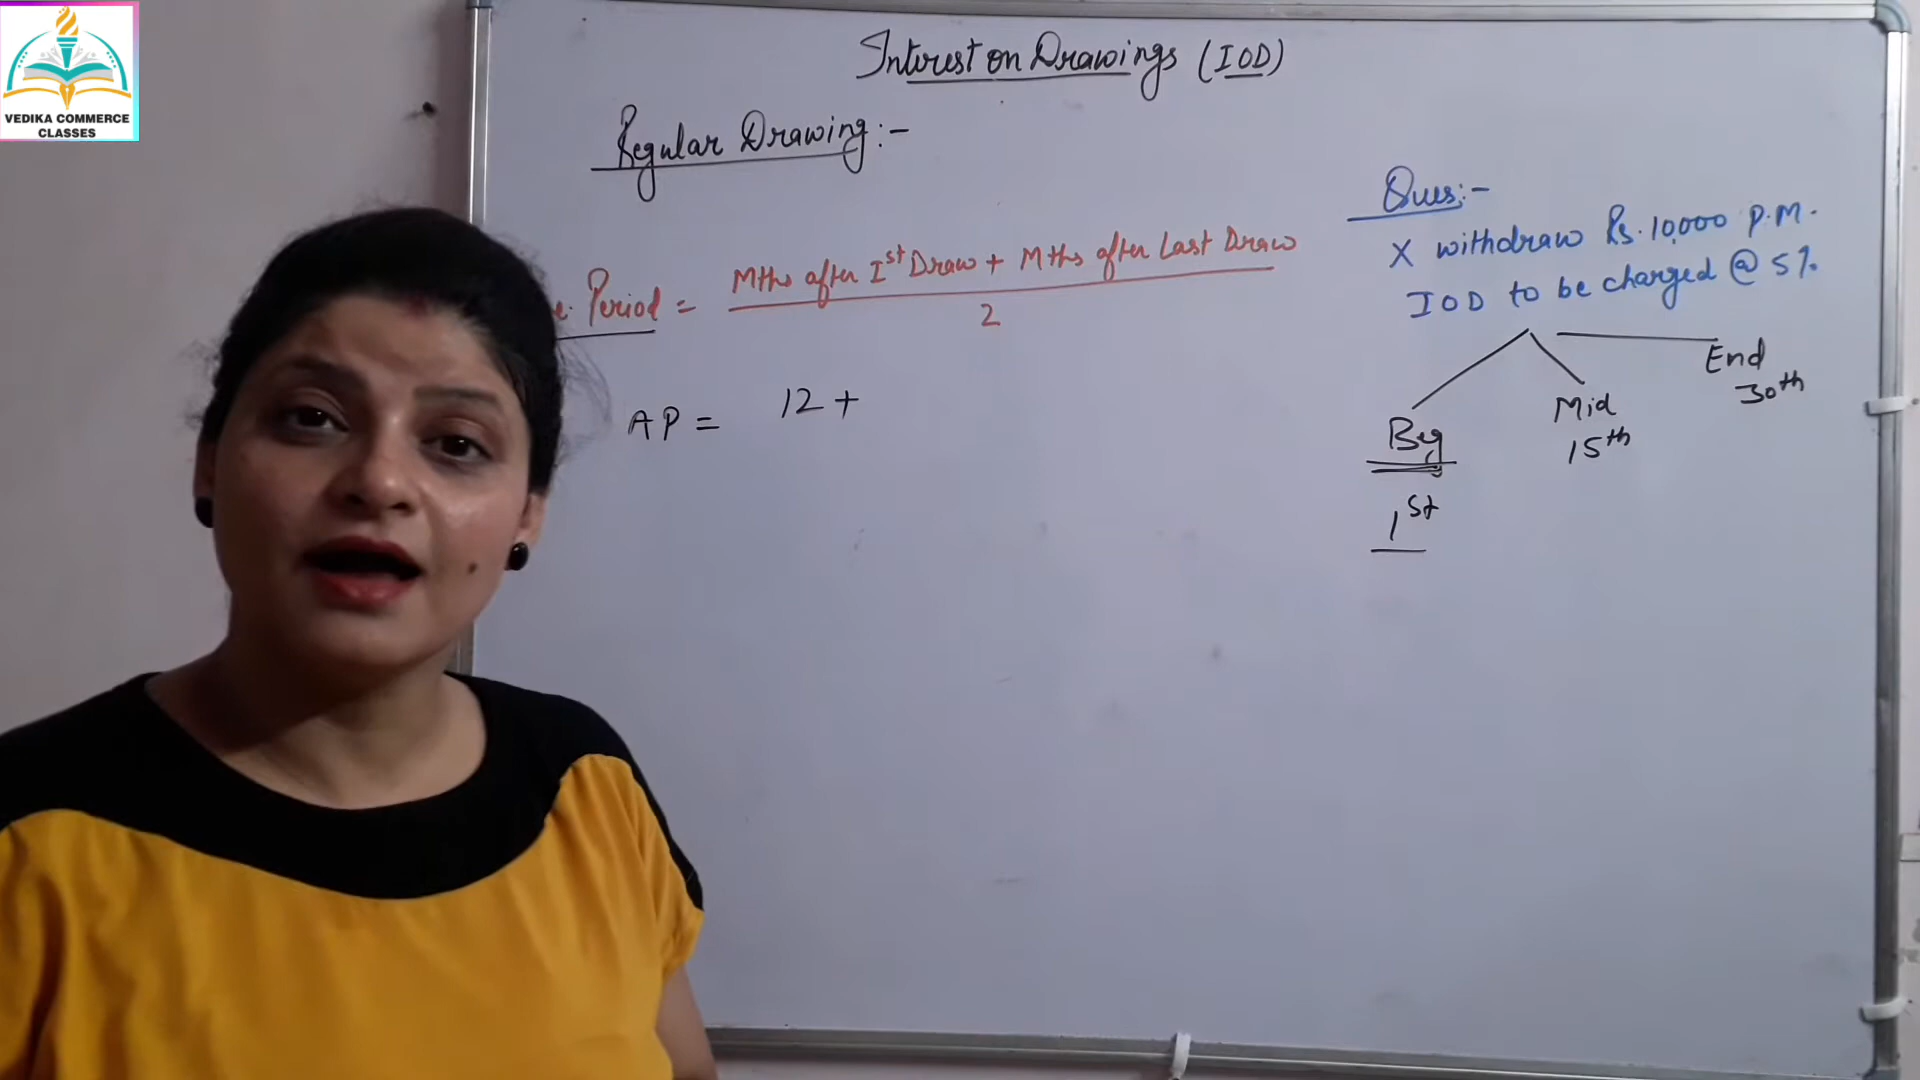 VEDIKA COMMERCE
CLASSES
Interest on Drawings (IOD)
Regular Drawing:-
e. Period = Mths after Ist Draw + Mths after Last Draw
2
AP = 12 +
Ques:-
X withdraw Rs. 10,000 P.M.
IOD to be charged @ 5%
Beg
1st
Mid
15th
End
30th